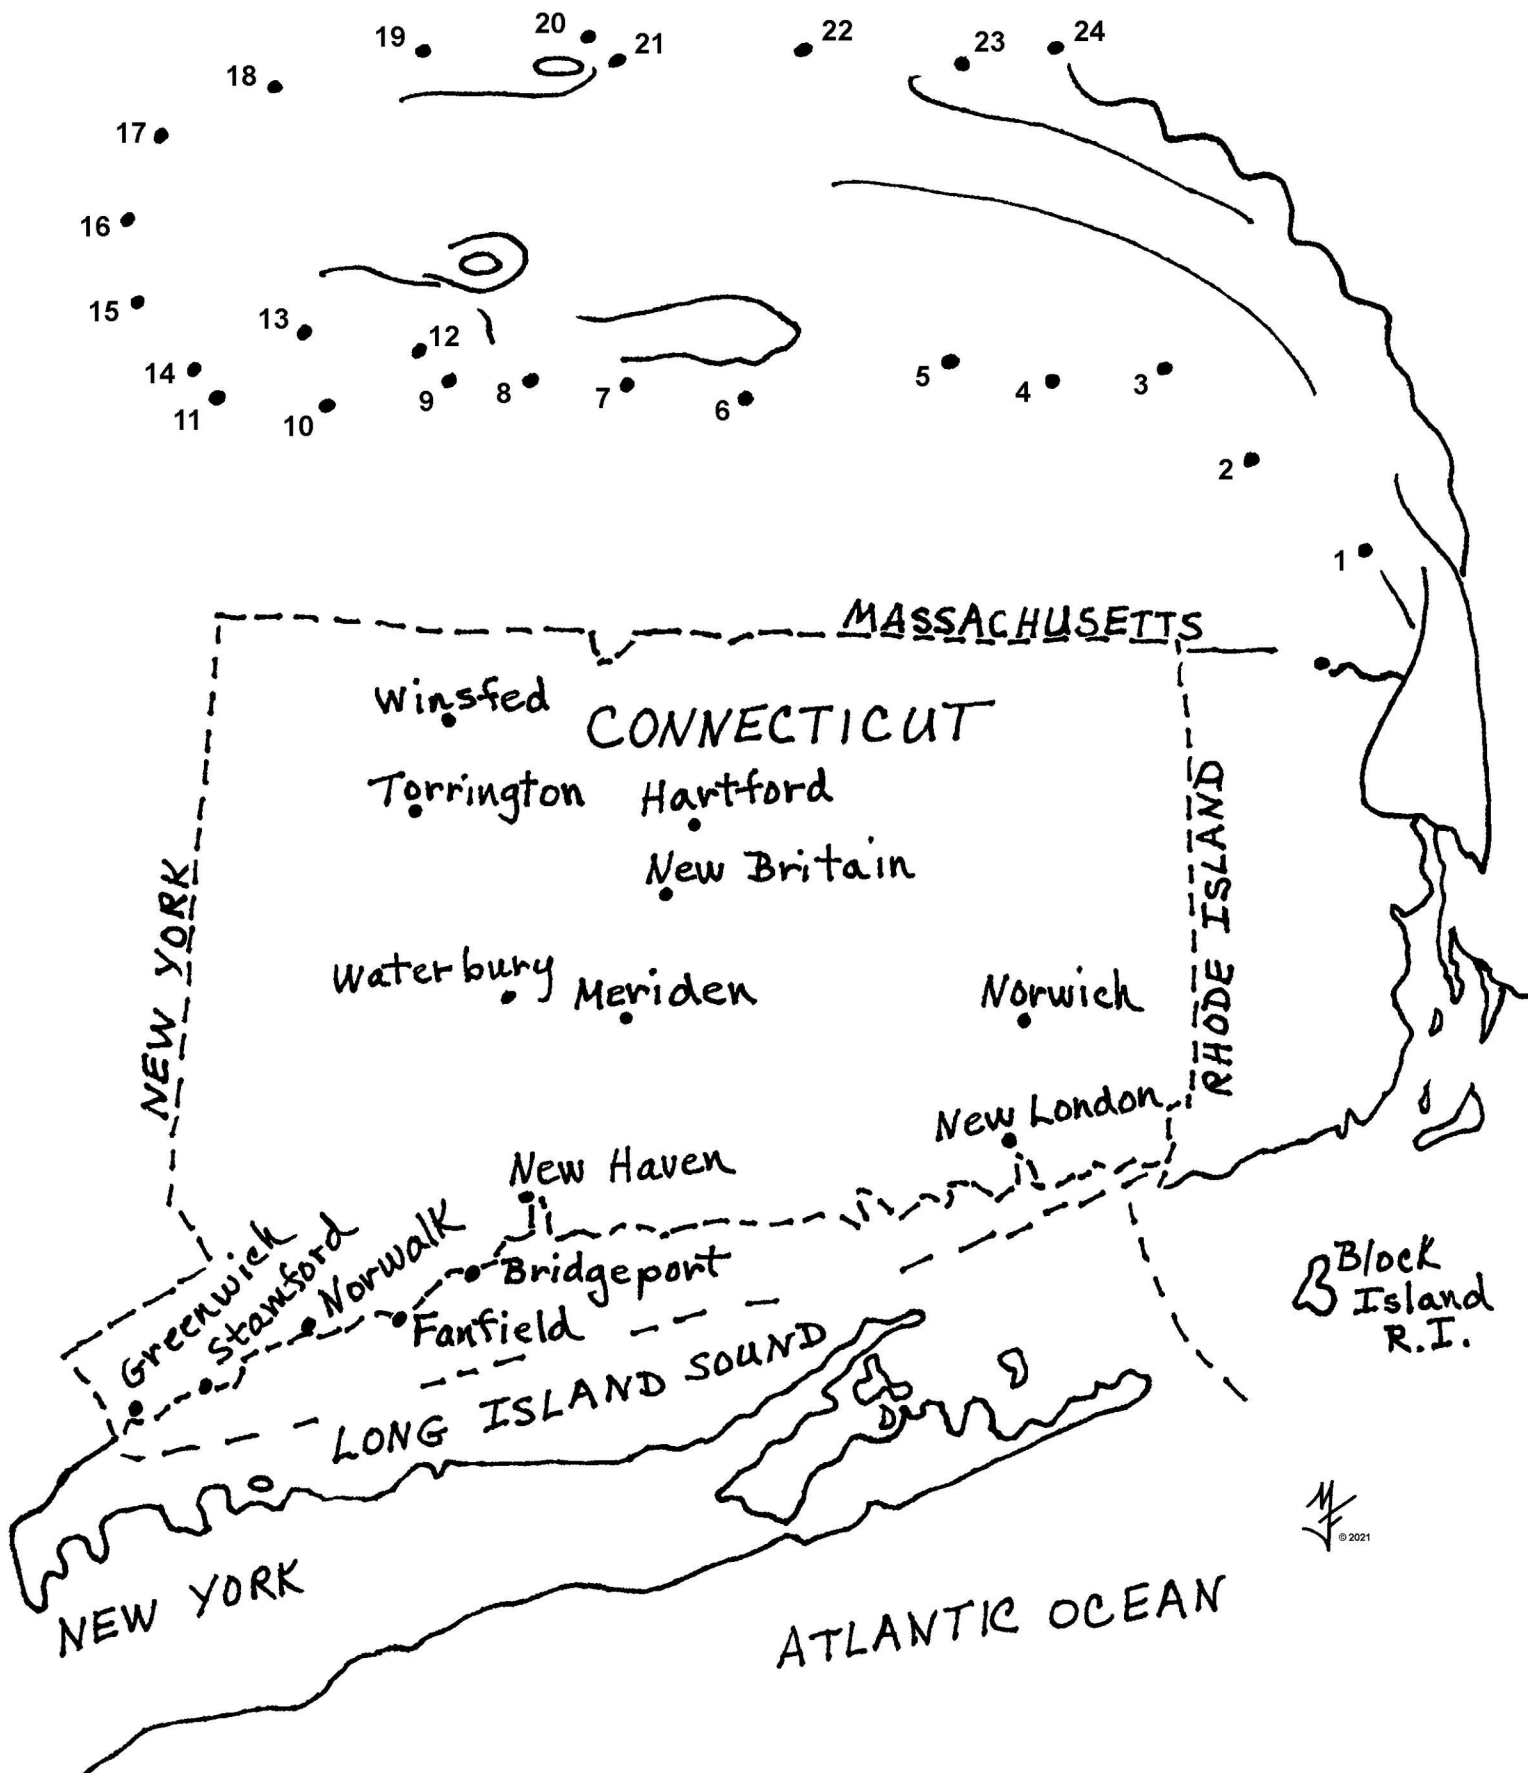 20
22
24
19
21
23
18
17
16
15
13
12
14
5
4
3
11
10
9
8
7
6
2
1
MASSACHUSETTS
Winsfed
CONNECTICUT
Torrington
Hartford
New Britain
NEW YORK
RHODE ISLAND
Waterbury
Meriden
Norwich
New London
New Haven
Greenwich
Stamford
Norwalk
Bridgeport
Fanfield
Block
Island
R.I.
LONG ISLAND SOUND
© 2021
NEW YORK
ATLANTIC OCEAN